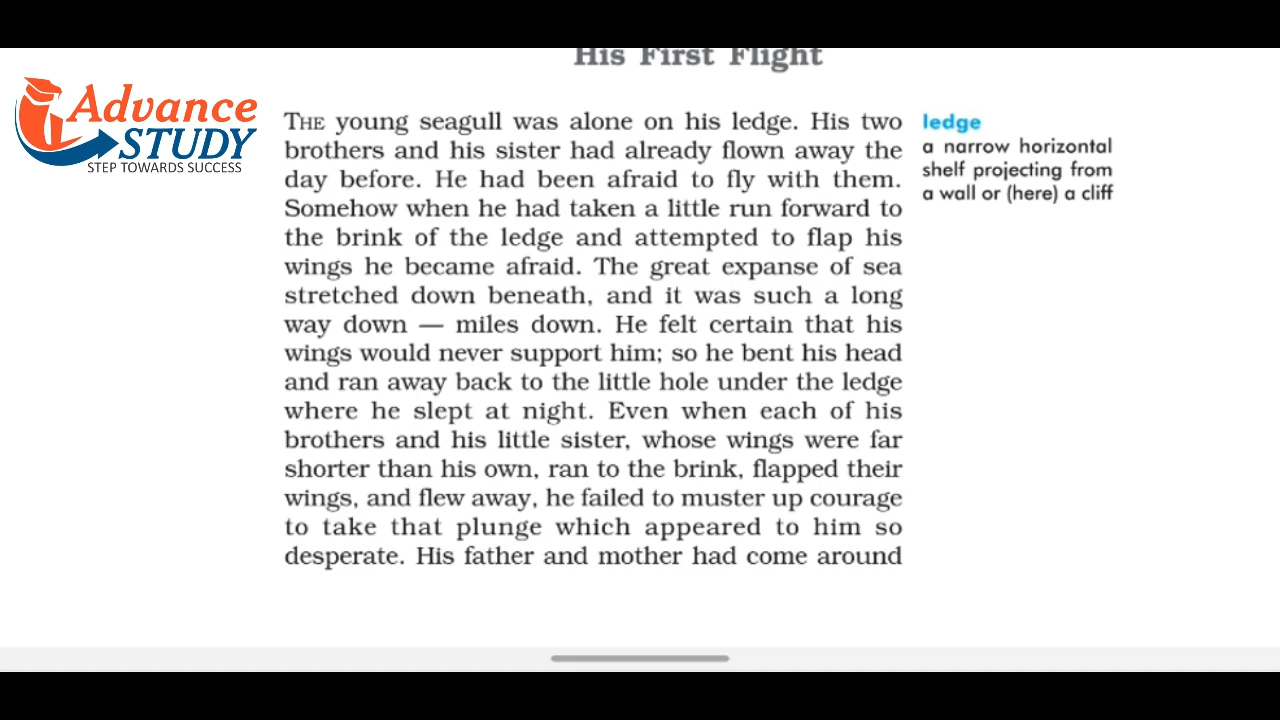 His First Flight
Advance
STUDY
STEP TOWARDS SUCCESS
THE young seagull was alone on his ledge. His two
brothers and his sister had already flown away the
day before. He had been afraid to fly with them.
Somehow when he had taken a little run forward to
the brink of the ledge and attempted to flap his
wings he became afraid. The great expanse of sea
stretched down beneath, and it was such a long
way down — miles down. He felt certain that his
wings would never support him; so he bent his head
and ran away back to the little hole under the ledge
where he slept at night. Even when each of his
brothers and his little sister, whose wings were far
shorter than his own, ran to the brink, flapped their
wings, and flew away, he failed to muster up courage
to take that plunge which appeared to him so
desperate. His father and mother had come around
ledge
a narrow horizontal
shelf projecting from
a wall or (here) a cliff